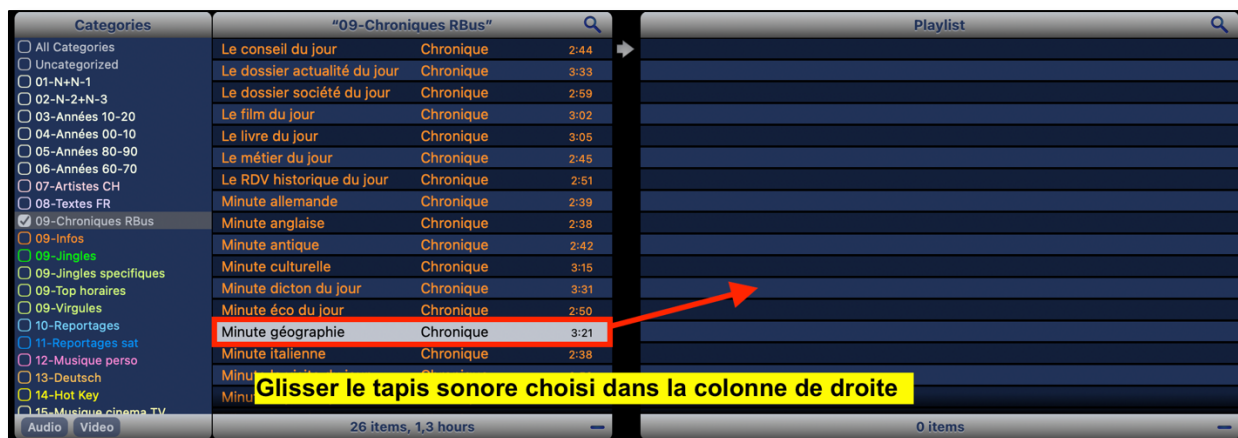 Categories
"09-Chroniques RBus"
Playlist
All Categories
Uncategorized
01-N+N-1
02-N-2+N-3
03-Années 10-20
04-Années 00-10
05-Années 80-90
06-Années 60-70
07-Artistes CH
08-Textes FR
09-Chroniques RBus
09-Infos
09-Jingles
09-Jingles specifiques
09-Top horaires
09-Virgules
10-Reportages
11-Reportages sat
12-Musique perso
13-Deutsch
14-Hot Key
15-Musique cinema TV
Audio Video
Le conseil du jour Chronique 2:44
Le dossier actualité du jour Chronique 3:33
Le dossier société du jour Chronique 2:59
Le film du jour Chronique 3:02
Le livre du jour Chronique 3:05
Le métier du jour Chronique 2:45
Le RDV historique du jour Chronique 2:51
Minute allemande Chronique 2:39
Minute anglaise Chronique 2:38
Minute antique Chronique 2:42
Minute culturelle Chronique 3:15
Minute dicton du jour Chronique 3:31
Minute éco du jour Chronique 2:50
Minute géographie Chronique 3:21
Minute italienne Chronique 2:38
Glisser le tapis sonore choisi dans la colonne de droite
26 items, 1,3 hours
0 items